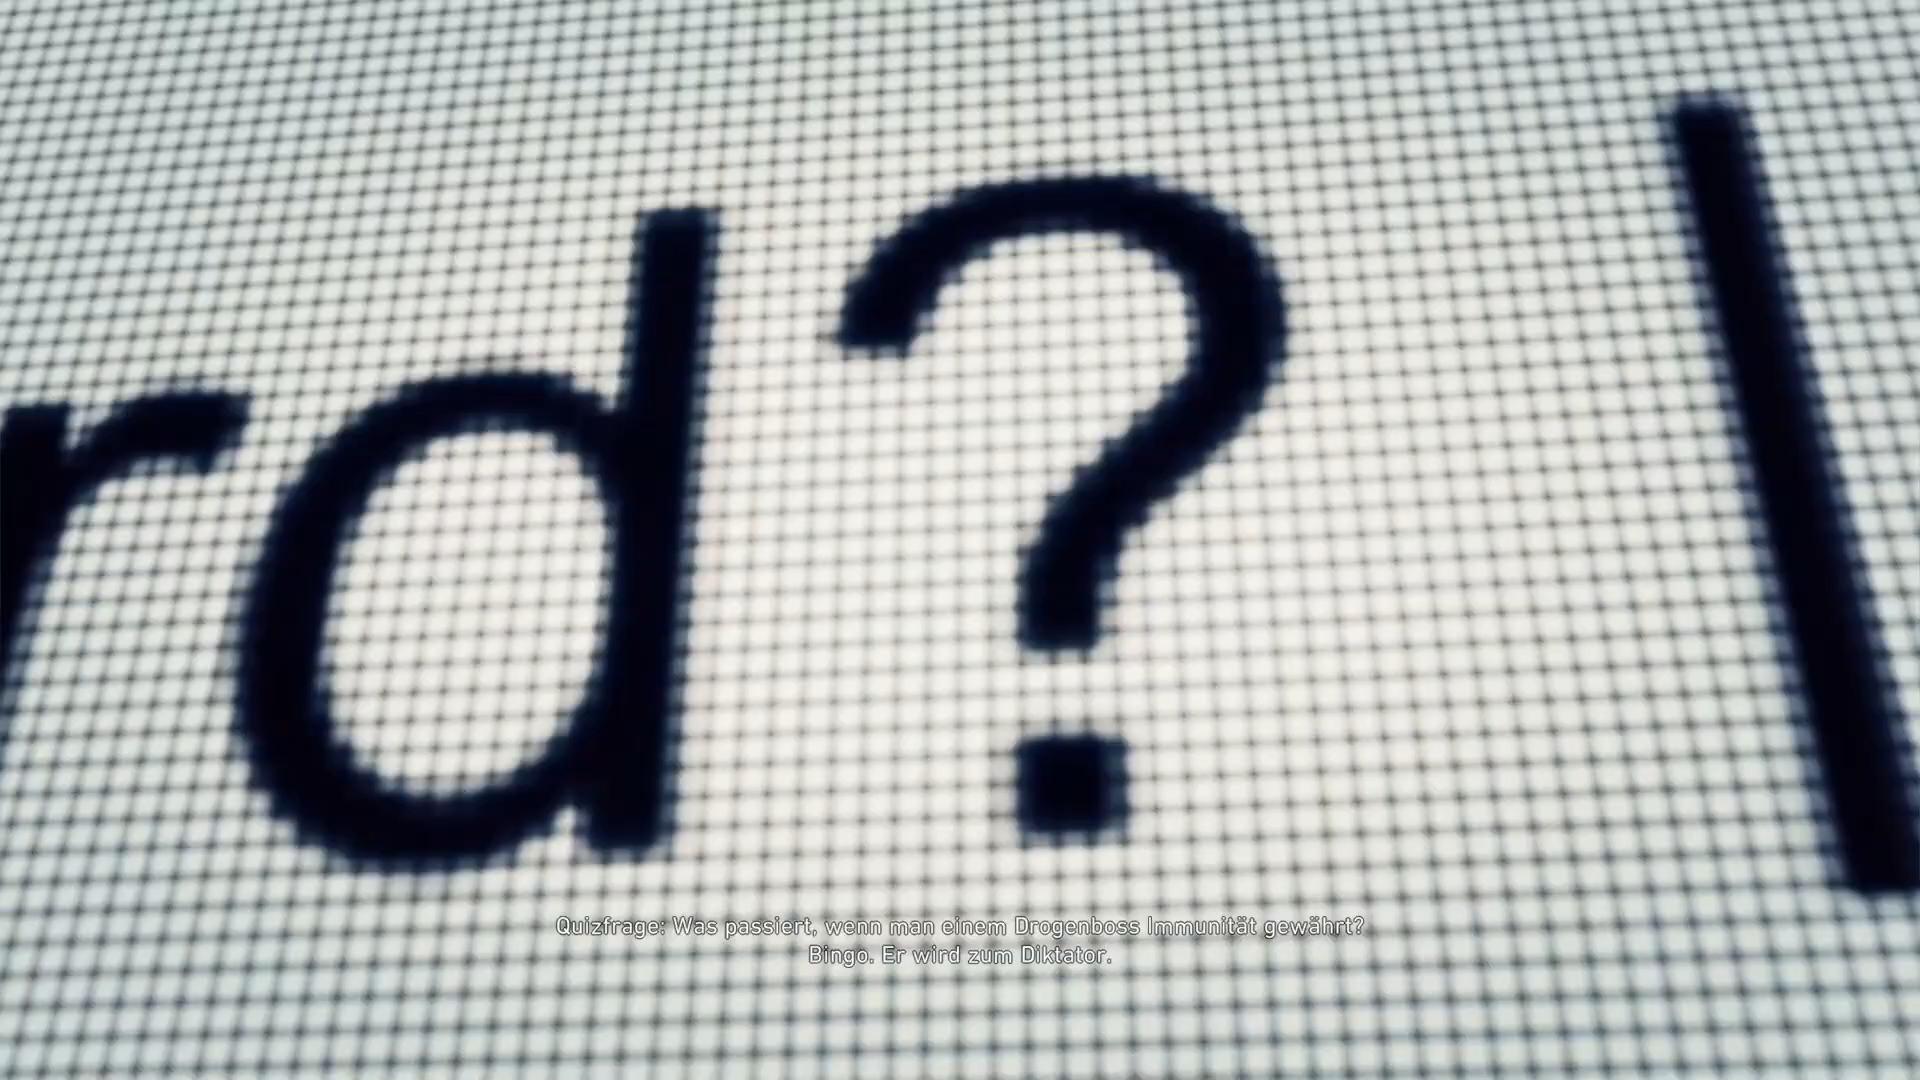 rd? \
Quizfrage: Was passiert, wenn man einem Drogenboss Immunität gewährt?
Bingo. Er wird zum Diktator.